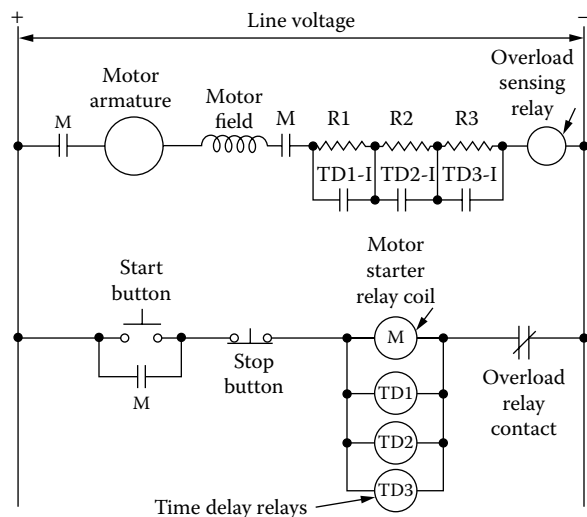 +
Line voltage
–
Motor
armature
Motor
field
Overload
sensing
relay
M
M
R1
R2
R3
TD1-I
TD2-I
TD3-I
Start
button
Motor
starter
relay coil
M
Stop
button
M
TD1
TD2
TD3
Overload
relay
contact
Time delay relays